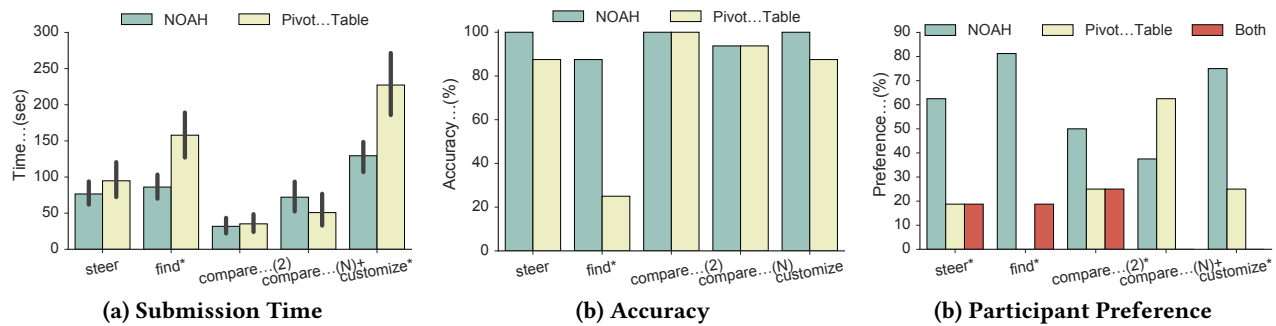 NOAH Pivot…Table
300
250
200
150
100
50
0
Time…(sec)
steer find* compare…(2) compare…(N)+ customize*
(a) Submission Time
NOAH Pivot…Table
100
80
60
40
20
0
Accuracy…(%)
steer find* compare…(2) compare…(N) customize
(b) Accuracy
NOAH Pivot…Table Both
90
80
70
60
50
40
30
20
10
0
Preference…(%)
steer* find* compare…(2)* compare…(N)+ customize*
(b) Participant Preference